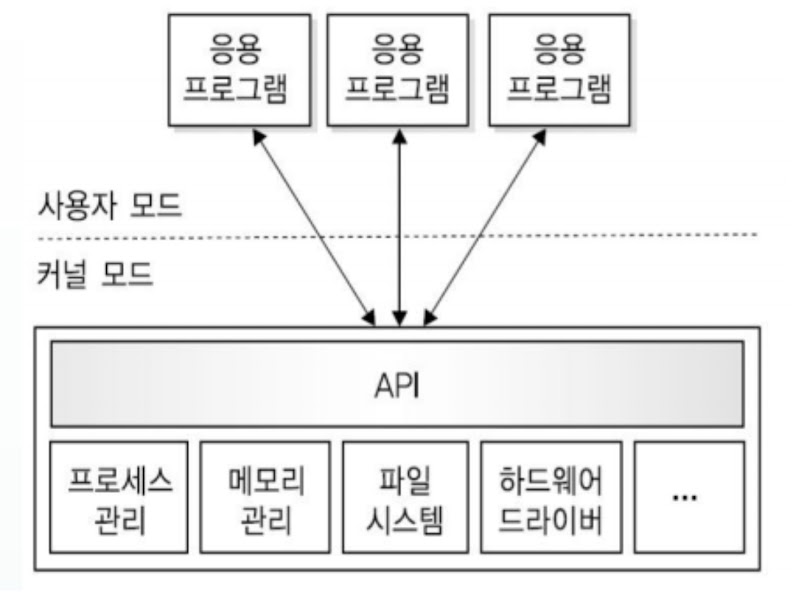 응용
프로그램
응용
프로그램
응용
프로그램
사용자 모드
커널 모드
API
프로세스
관리
메모리
관리
파일
시스템
하드웨어
드라이버
...